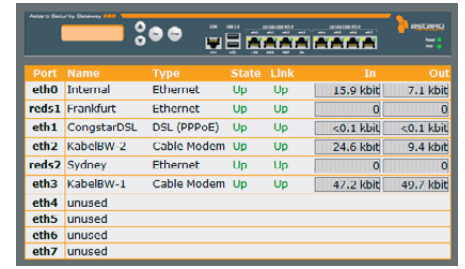 Astaro Security Gateway
astaro
Port Name Type State Link In Out
eth0 Internal Ethernet Up Up 15.9 kbit 7.1 kbit
reds1 Frankfurt Ethernet Up Up 0 0
eth1 CongstarDSL DSL (PPPoE) Up Up <0.1 kbit <0.1 kbit
eth2 KabelBW-2 Cable Modem Up Up 24.6 kbit 9.4 kbit
reds2 Sydney Ethernet Up Up 0 0
eth3 KabelBW-1 Cable Modem Up Up 47.2 kbit 49.7 kbit
eth4 unused
eth5 unused
eth6 unused
eth7 unused